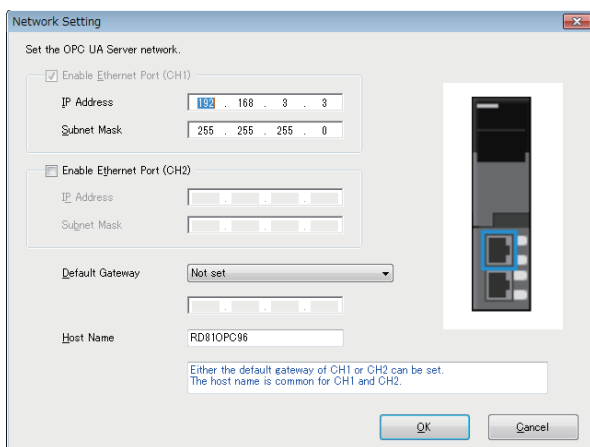 Network Setting
Set the OPC UA Server network.
Enable Ethernet Port (CH1)
IP Address 192 . 168 . 3 . 3
Subnet Mask 255 . 255 . 255 . 0
Enable Ethernet Port (CH2)
IP Address . . .
Subnet Mask . . .
Default Gateway Not set
. . .
Host Name RD81OPC96
Either the default gateway of CH1 or CH2 can be set.
The host name is common for CH1 and CH2.
OK Cancel